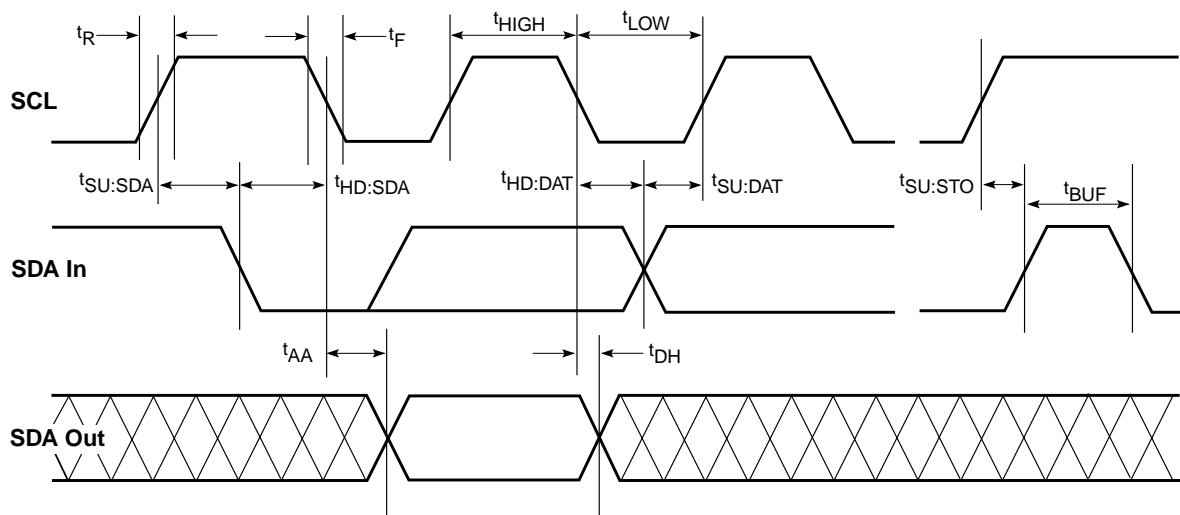 tHIGH tLOW
tR tF
SCL
tSU:SDA tHD:SDA tHD:DAT tSU:DAT tSU:STO tBUF
SDA In
tAA tDH
SDA Out